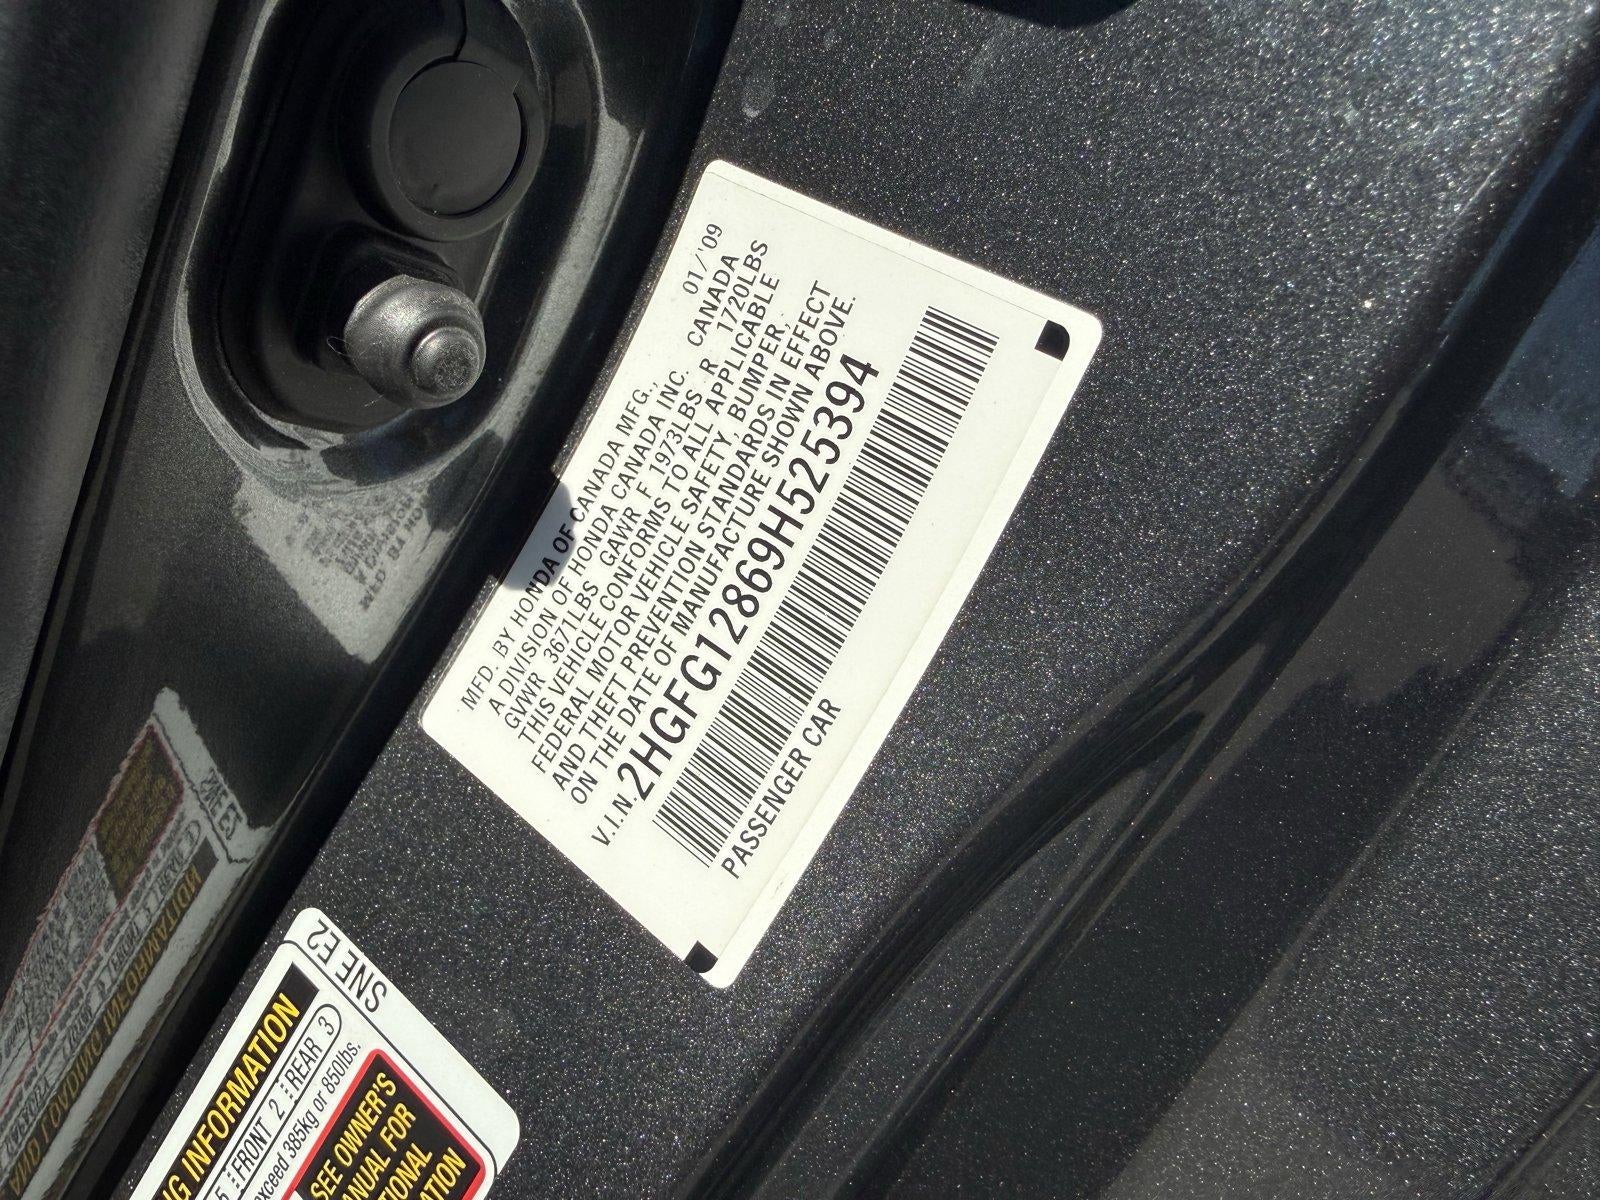 MFD. BY HONDA OF CANADA MFG., 01/'09
A DIVISION OF HONDA CANADA INC. CANADA
GVWR 3671LBS GAWR F 1973LBS R 1720LBS
THIS VEHICLE CONFORMS TO ALL APPLICABLE
FEDERAL MOTOR VEHICLE SAFETY, BUMPER,
AND THEFT PREVENTION STANDARDS IN EFFECT
ON THE DATE OF MANUFACTURE SHOWN ABOVE.
V.I.N. 2HGFG12869H525394
PASSENGER CAR
SNE E2
INFORMATION
5 FRONT 2 REAR 3
exceed 385kg or 850lbs.
SEE OWNER'S
FOR